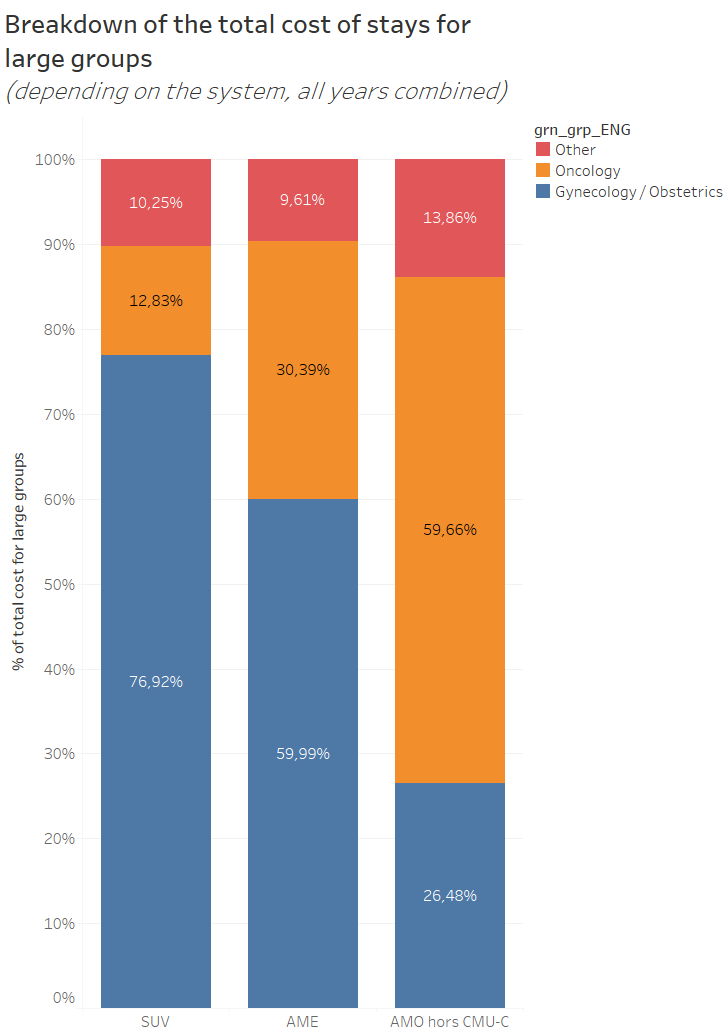 Breakdown of the total cost of stays for
large groups
(depending on the system, all years combined)
grn_grp_ENG
Other
Oncology
Gynecology / Obstetrics
% of total cost for large groups
100%
90%
80%
70%
60%
50%
40%
30%
20%
10%
0%
10,25%
12,83%
76,92%
9,61%
30,39%
59,99%
13,86%
59,66%
26,48%
SUV
AME
AMO hors CMU-C